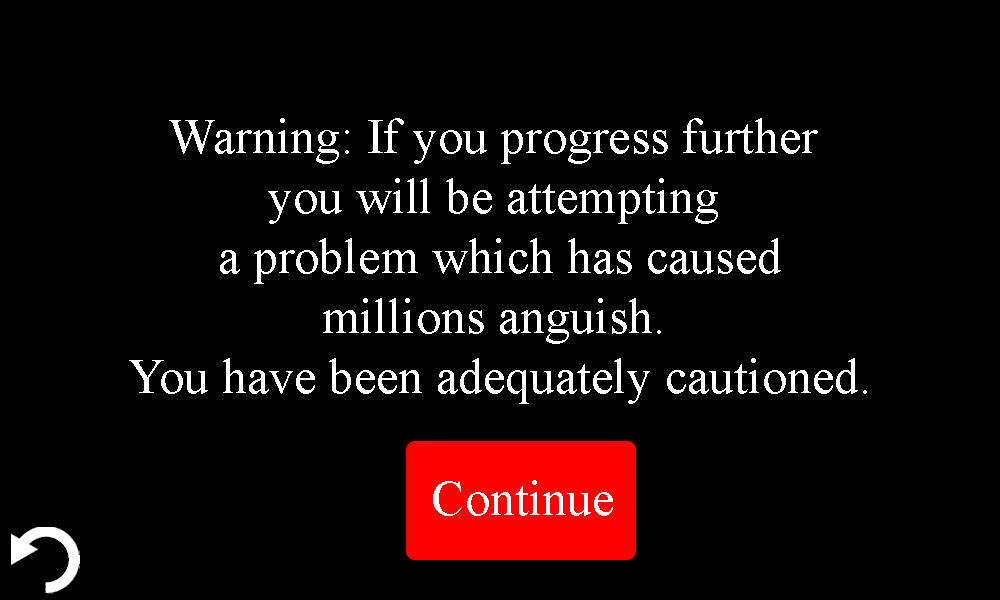 Warning: If you progress further
you will be attempting
a problem which has caused
millions anguish.
You have been adequately cautioned.
Continue